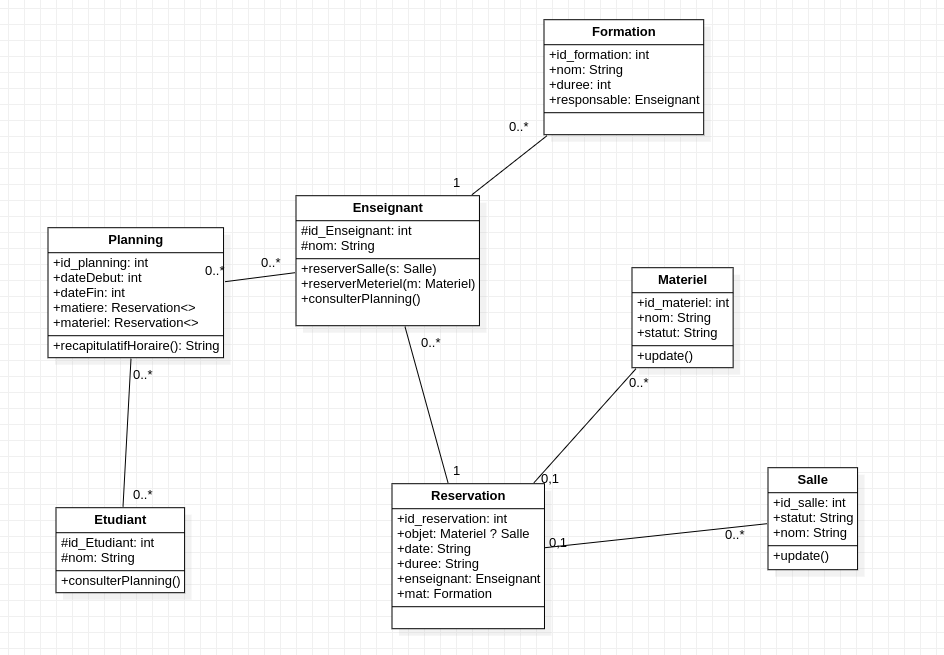 Formation
+id_formation: int
+nom: String
+duree: int
+responsable: Enseignant
0..*
1
Enseignant
#id_Enseignant: int
#nom: String
+reserverSalle(s: Salle)
+reserverMeteriel(m: Materiel)
+consulterPlanning()
Planning
+id_planning: int
+dateDebut: int
+dateFin: int
+matiere: Reservation<>
+materiel: Reservation<>
+recapitulatifHoraire(): String
0..*
0..*
Materiel
+id_materiel: int
+nom: String
+statut: String
+update()
0..*
0..*
0..*
0..*
1
0,1
Reservation
+id_reservation: int
+objet: Materiel ? Salle
+date: String
+duree: String
+enseignant: Enseignant
+mat: Formation
0,1
0..*
Salle
+id_salle: int
+statut: String
+nom: String
+update()
Etudiant
#id_Etudiant: int
#nom: String
+consulterPlanning()